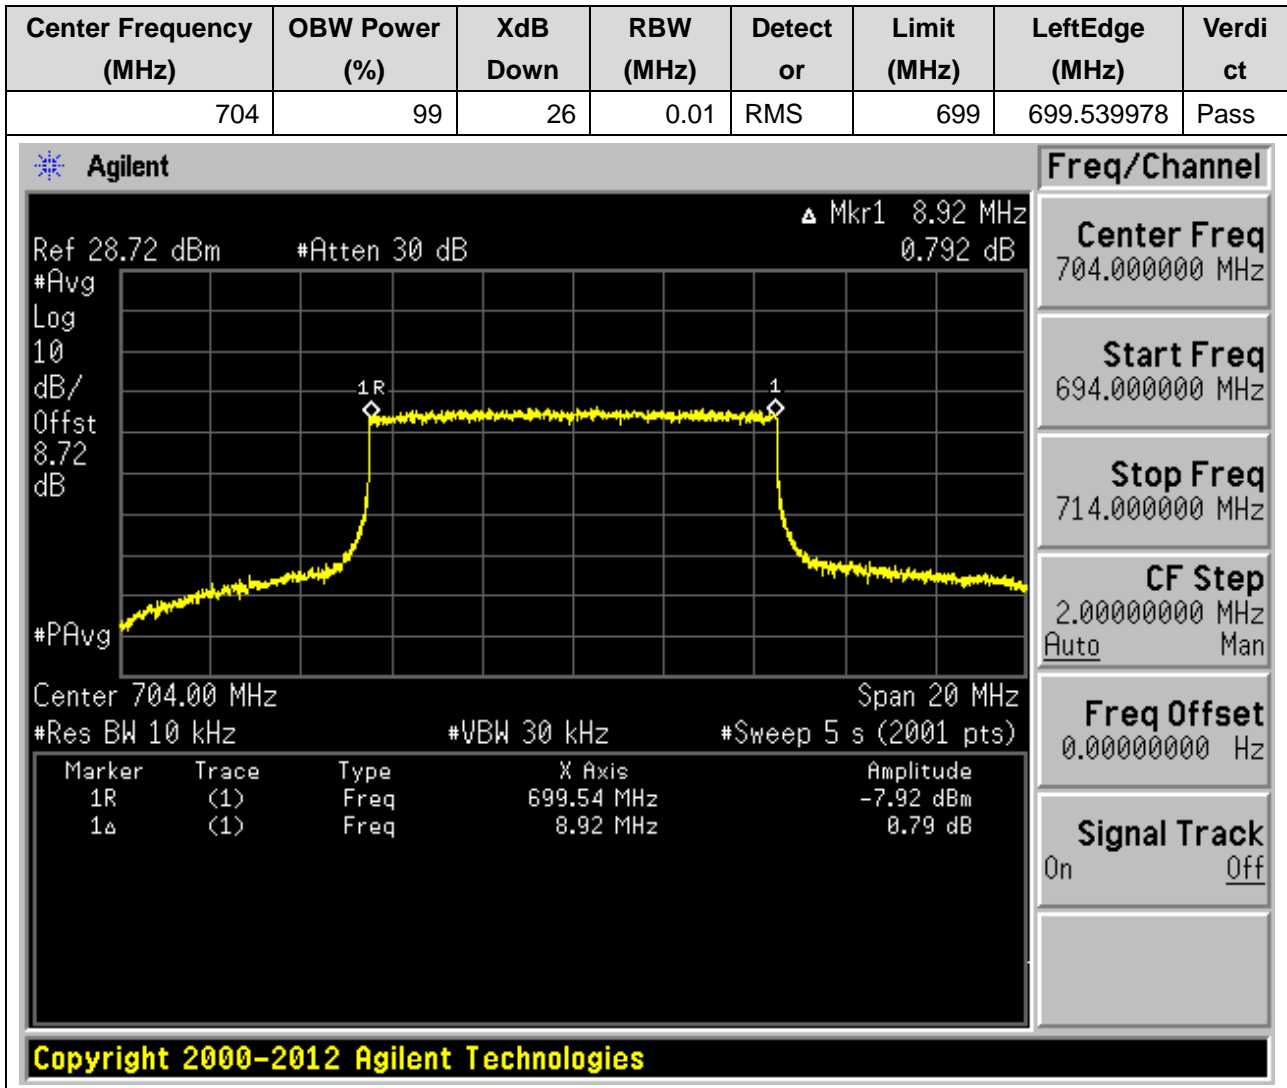 Center Frequency (MHz) OBW Power (%) XdB Down RBW (MHz) Detect or Limit (MHz) LeftEdge (MHz) Verdi ct
704 99 26 0.01 RMS 699 699.539978 Pass
Agilent
Freq/Channel
Δ Mkr1 8.92 MHz
Ref 28.72 dBm #Atten 30 dB 0.792 dB
#Avg
Log
10
dB/
Offst
8.72
dB
#PAvg
1R
1
Center 704.00 MHz Span 20 MHz
#Res BW 10 kHz #VBW 30 kHz #Sweep 5 s (2001 pts)
Marker Trace Type X Axis Amplitude
1R (1) Freq 699.54 MHz -7.92 dBm
1Δ (1) Freq 8.92 MHz 0.79 dB
Center Freq
704.000000 MHz
Start Freq
694.000000 MHz
Stop Freq
714.000000 MHz
CF Step
2.00000000 MHz
Auto Man
Freq Offset
0.00000000 Hz
Signal Track
On Off
Copyright 2000-2012 Agilent Technologies